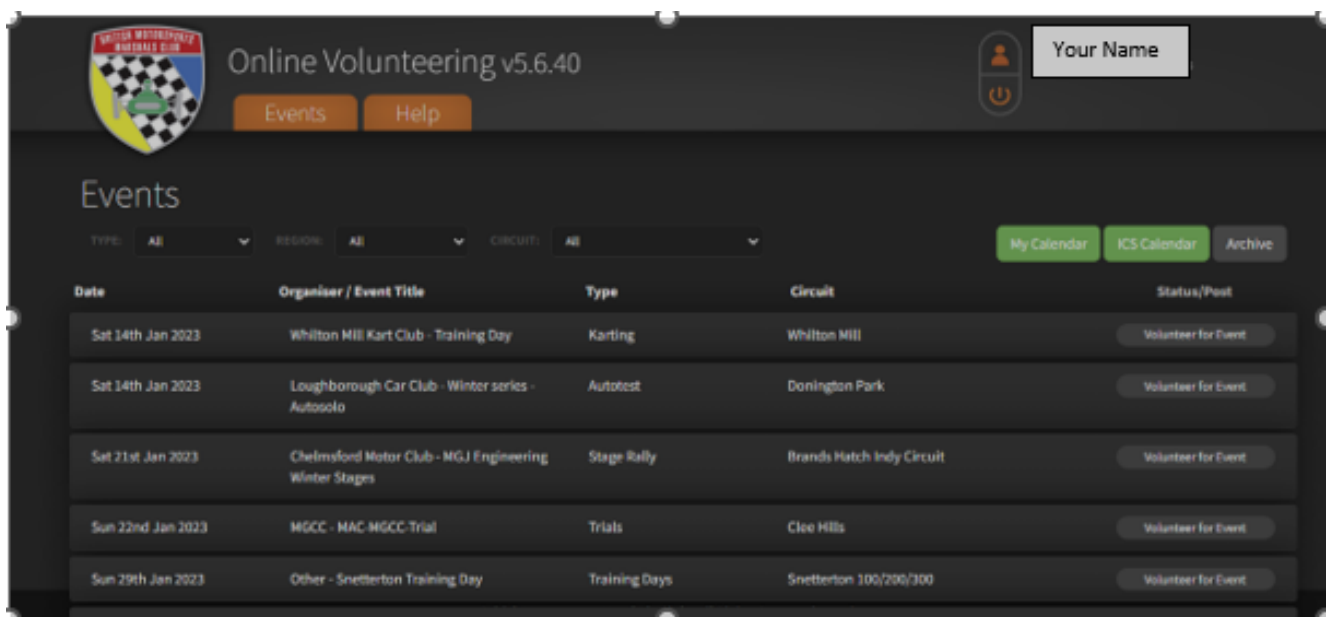 BRITISH MOTORSPORTS
MARSHALS CLUB
Online Volunteering v5.6.40
Your Name
Events Help
Events
TYPE: All REGION: All CIRCUIT: All My Calendar ICS Calendar Archive
Date Organiser / Event Title Type Circuit Status/Post
Sat 14th Jan 2023 Whilton Mill Kart Club - Training Day Karting Whilton Mill Volunteer for Event
Sat 14th Jan 2023 Loughborough Car Club - Winter series - Autotest Donington Park Volunteer for Event
Autosolo
Sat 21st Jan 2023 Chelmsford Motor Club - MGJ Engineering Stage Rally Brands Hatch Indy Circuit Volunteer for Event
Winter Stages
Sun 22nd Jan 2023 MGCC - MAC-MGCC-Trial Trials Clee Hills Volunteer for Event
Sun 29th Jan 2023 Other - Snetterton Training Day Training Days Snetterton 100/200/300 Volunteer for Event